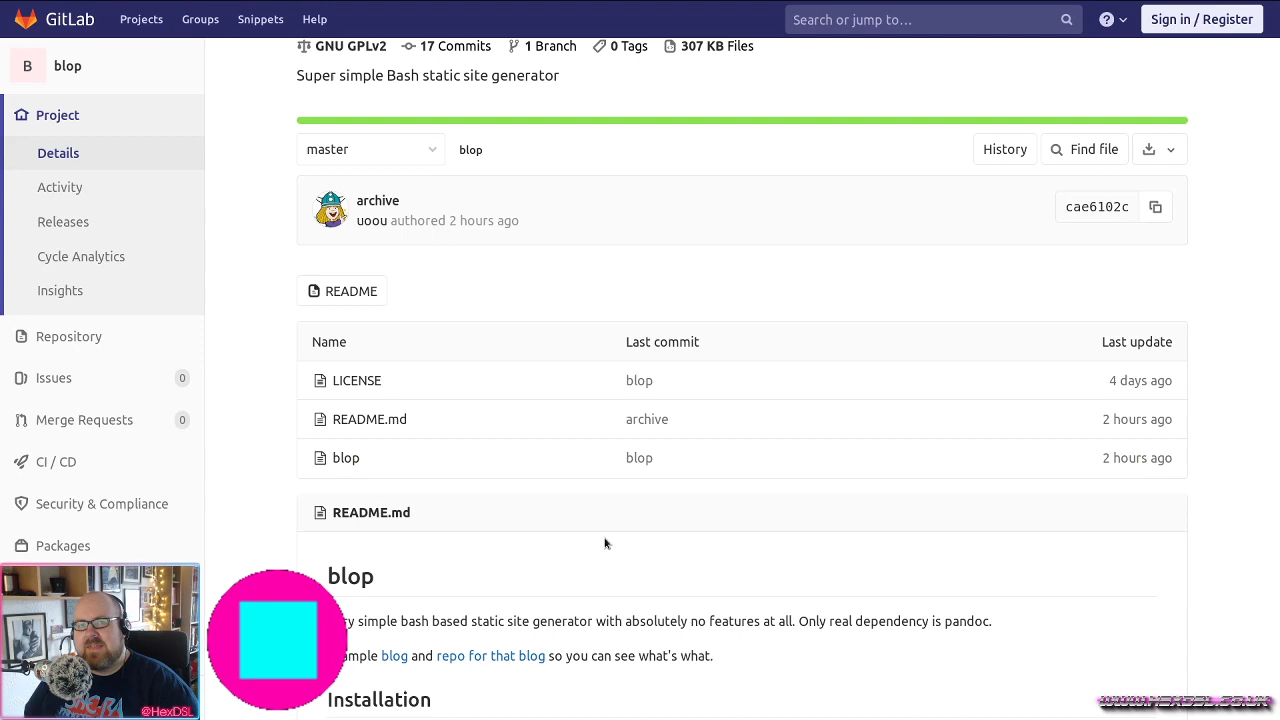 GitLab Projects Groups Snippets Help Search or jump to… Sign in / Register
B blop
GNU GPLv2 17 Commits 1 Branch 0 Tags 307 KB Files
Super simple Bash static site generator
Project
Details
Activity
Releases
Cycle Analytics
Insights
Repository
Issues 0
Merge Requests 0
CI / CD
Security & Compliance
Packages
master blop History Find file
archive
uoou authored 2 hours ago
cae6102c
README
Name Last commit Last update
LICENSE blop 4 days ago
README.md archive 2 hours ago
blop blop 2 hours ago
README.md
blop
simple bash based static site generator with absolutely no features at all. Only real dependency is pandoc.
blog and repo for that blog so you can see what's what.
Installation
@HexDSL
WWW.HEXDSL.CO.UK